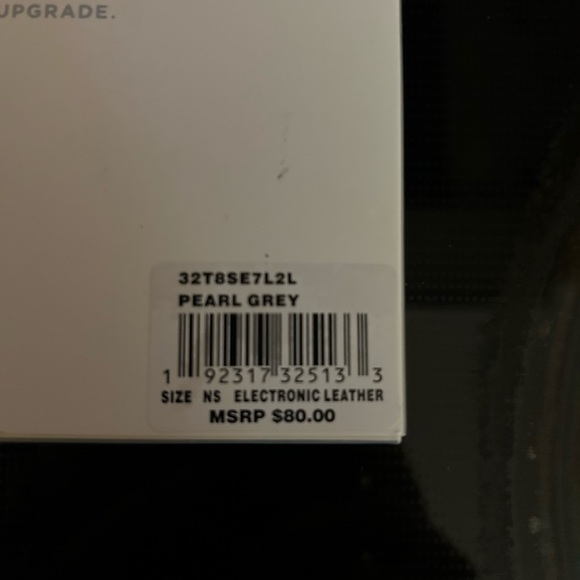 UPGRADE.
32T8SE7L2L
PEARL GREY
1 92317 32513 3
SIZE NS ELECTRONIC LEATHER
MSRP $80.00